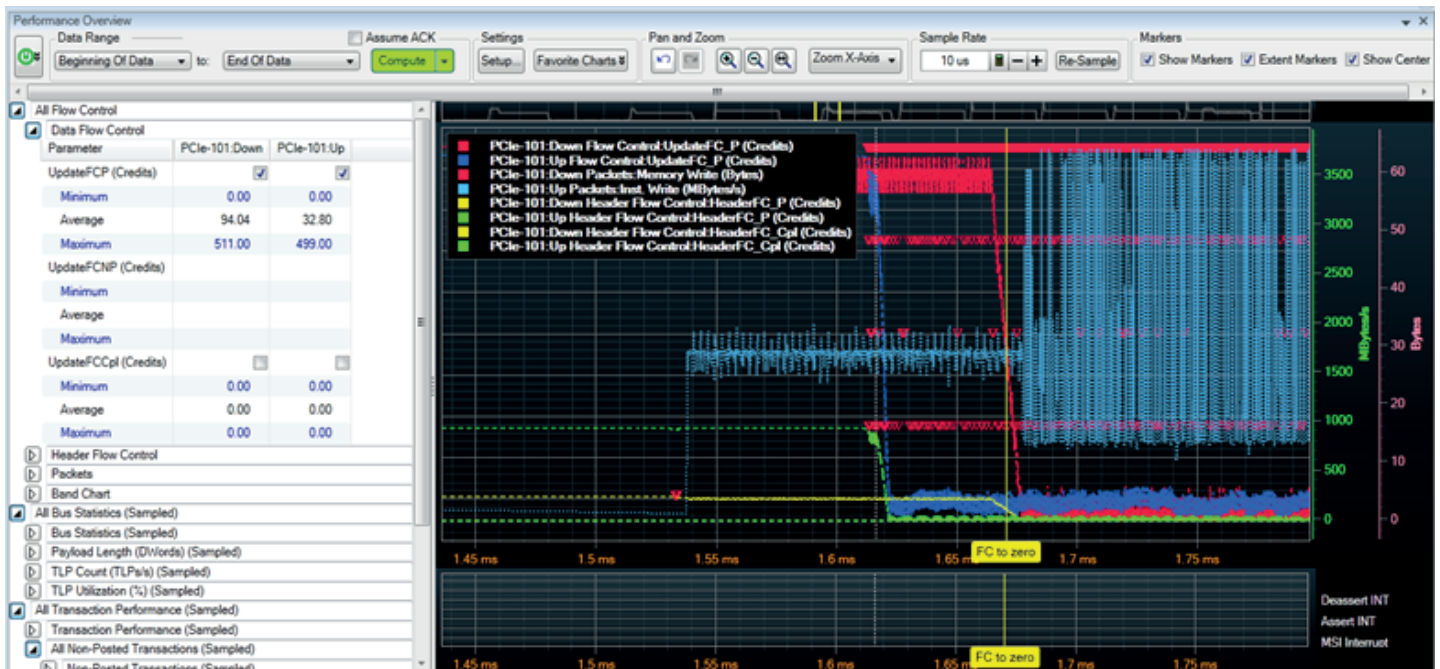 Performance Overview
Data Range Assume ACK Settings Pan and Zoom Sample Rate Markers
Beginning Of Data to: End Of Data Compute Setup... Favorite Charts Zoom X-Axis 10 us Re-Sample Show Markers Extent Markers Show Center
All Flow Control
Data Flow Control
Parameter PCIe-101:Down PCIe-101:Up
UpdateFCP (Credits)
Minimum 0.00 0.00
Average 94.04 32.80
Maximum 511.00 499.00
UpdateFCNP (Credits)
Minimum
Average
Maximum
UpdateFCCpl (Credits)
Minimum 0.00 0.00
Average 0.00 0.00
Maximum 0.00 0.00
Header Flow Control
Packets
Band Chart
All Bus Statistics (Sampled)
Bus Statistics (Sampled)
Payload Length (DWords) (Sampled)
TLP Count (TLPs/s) (Sampled)
TLP Utilization (%) (Sampled)
All Transaction Performance (Sampled)
Transaction Performance (Sampled)
All Non-Posted Transactions (Sampled)
Non-Posted Transactions (Sampled)
PCIe-101:Down Flow Control:UpdateFC_P (Credits)
PCIe-101:Up Flow Control:UpdateFC_P (Credits)
PCIe-101:Down Packets:Memory Write (Bytes)
PCIe-101:Up Packets:Inst. Write (MBytes/s)
PCIe-101:Down Header Flow Control:HeaderFC_P (Credits)
PCIe-101:Up Header Flow Control:HeaderFC_P (Credits)
PCIe-101:Down Header Flow Control:HeaderFC_Cpl (Credits)
PCIe-101:Up Header Flow Control:HeaderFC_Cpl (Credits)
3500
3000
2500
2000
1500
1000
500
0
MBytes/s
60
50
40
30
20
10
0
Bytes
1.45 ms 1.5 ms 1.55 ms 1.6 ms 1.65 ms FC to zero 1.7 ms 1.75 ms
Deassert INT
Assert INT
MSI Interrupt
1.45 ms 1.5 ms 1.55 ms 1.6 ms 1.65 ms FC to zero 1.7 ms 1.75 ms